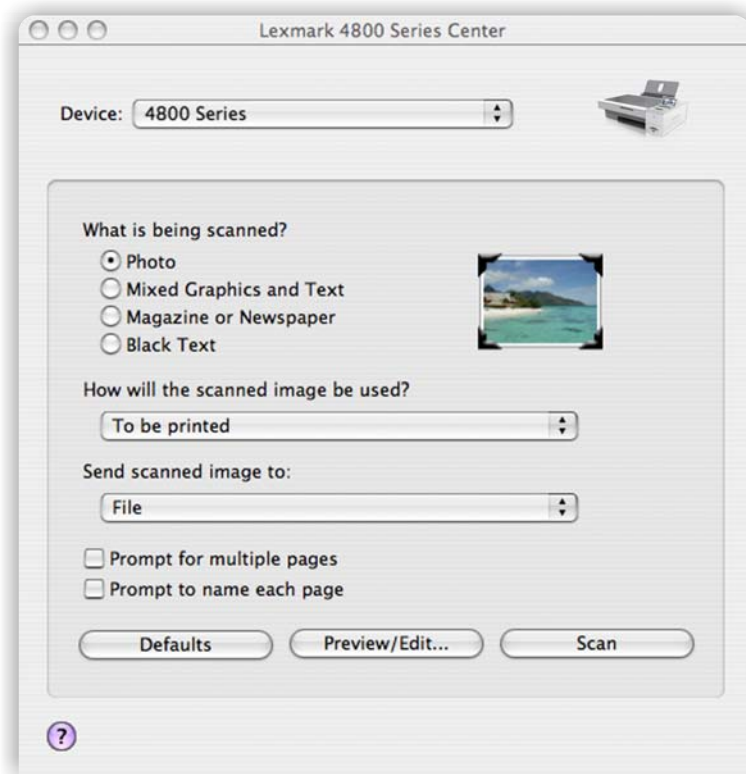 Lexmark 4800 Series Center
Device: 4800 Series
What is being scanned?
Photo
Mixed Graphics and Text
Magazine or Newspaper
Black Text
How will the scanned image be used?
To be printed
Send scanned image to:
File
Prompt for multiple pages
Prompt to name each page
Defaults Preview/Edit... Scan
?